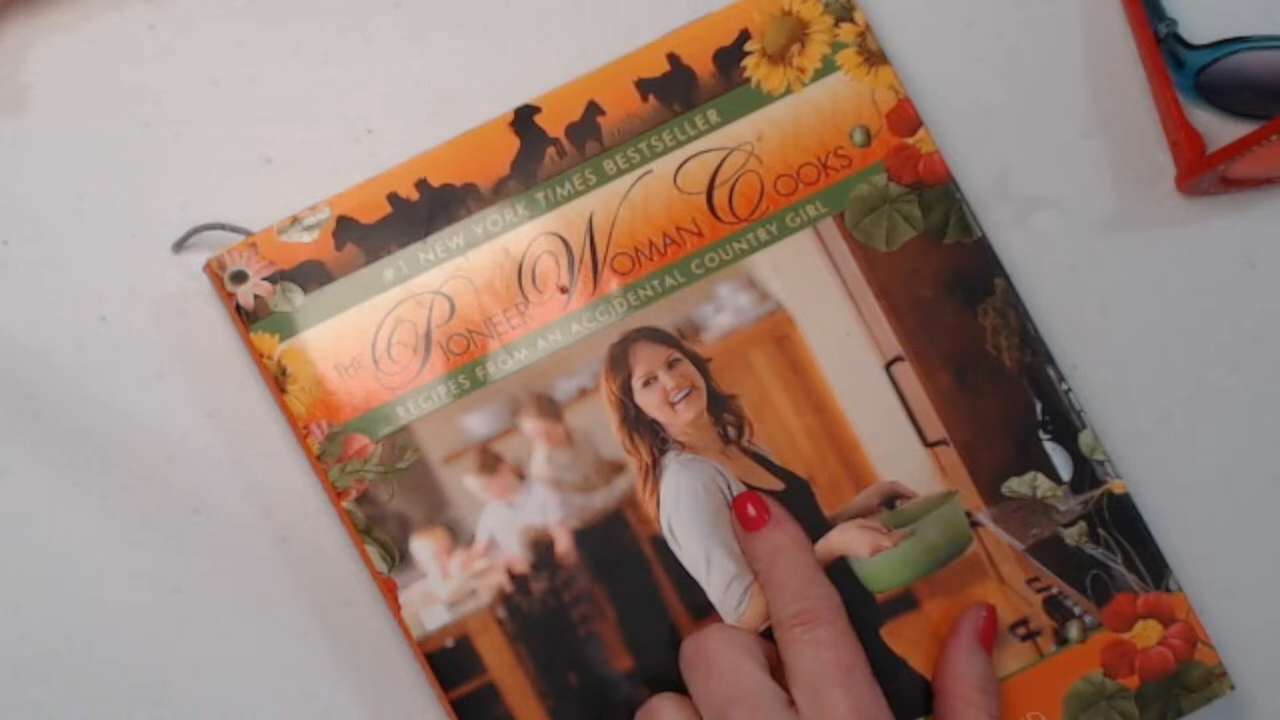 #1 NEW YORK TIMES BESTSELLER
THE PIONEER WOMAN COOKS
RECIPES FROM AN ACCIDENTAL COUNTRY GIRL